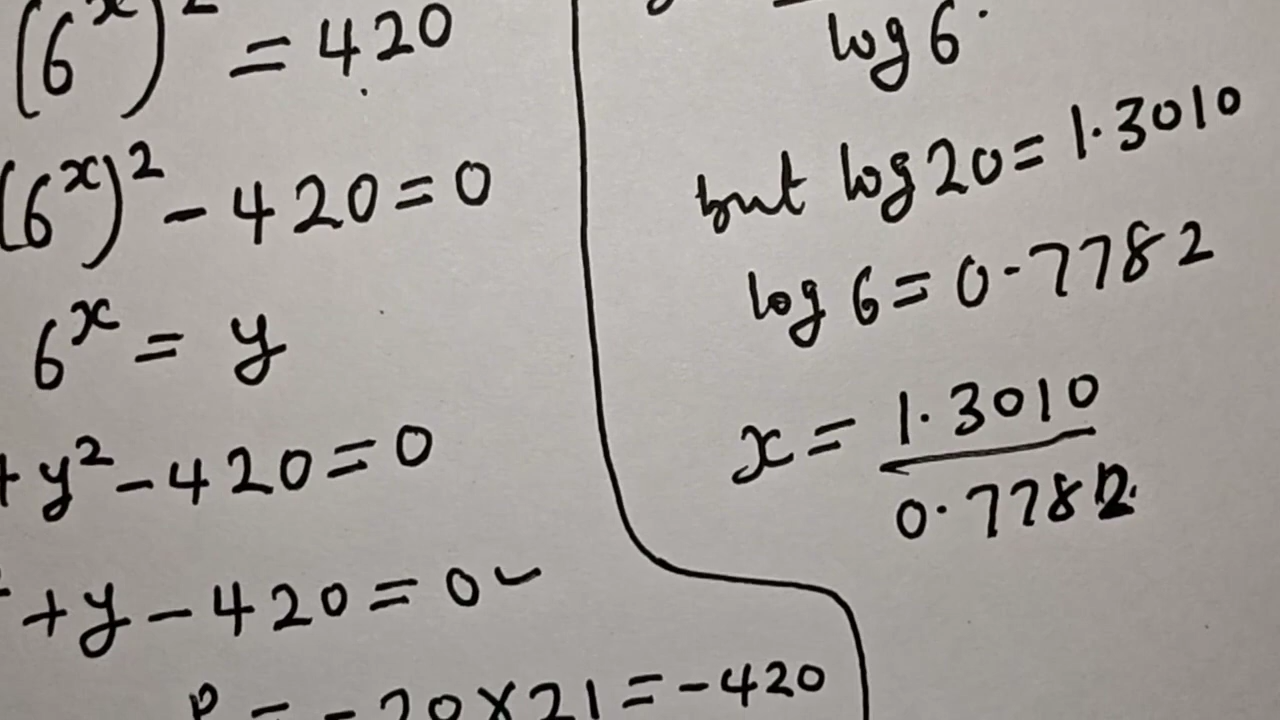 (6^x)^2 = 420
(6^x)^2 - 420 = 0
6^x = y
+ y^2 - 420 = 0
+ y - 420 = 0
P = -20 × 21 = -420
log 6.
but log 20 = 1.3010
log 6 = 0.7782
x = 1.3010 / 0.7782